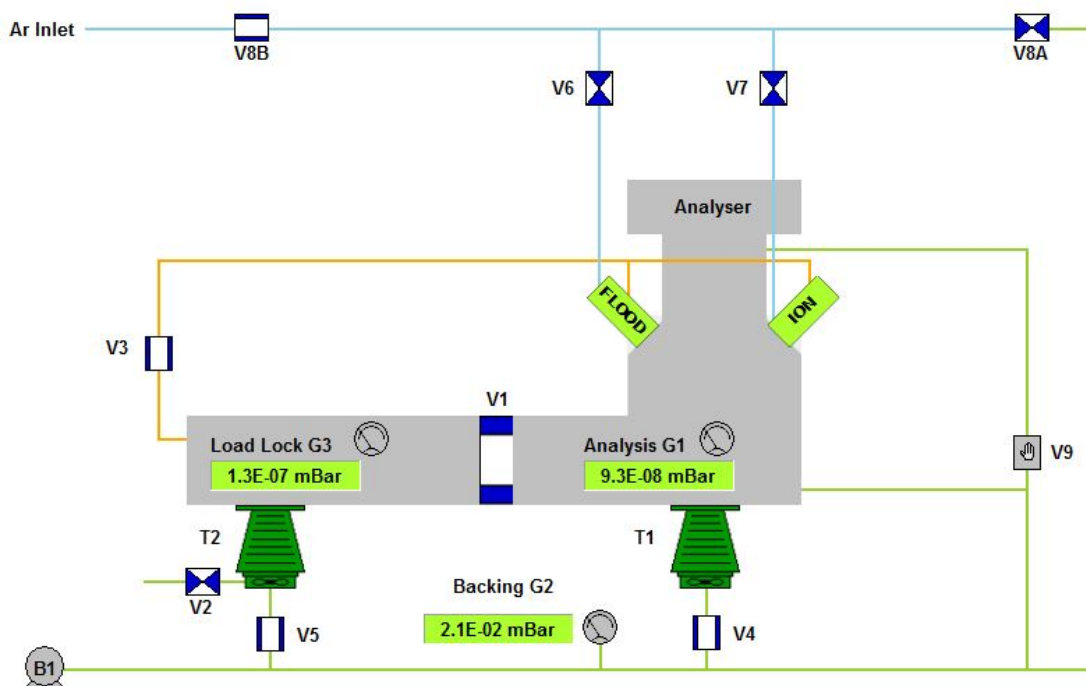 Ar Inlet
V8B
V8A
V6
V7
Analyser
FLOOD
ION
V3
V1
Load Lock G3
1.3E-07 mBar
Analysis G1
9.3E-08 mBar
V9
T2
T1
V2
V5
Backing G2
2.1E-02 mBar
V4
B1